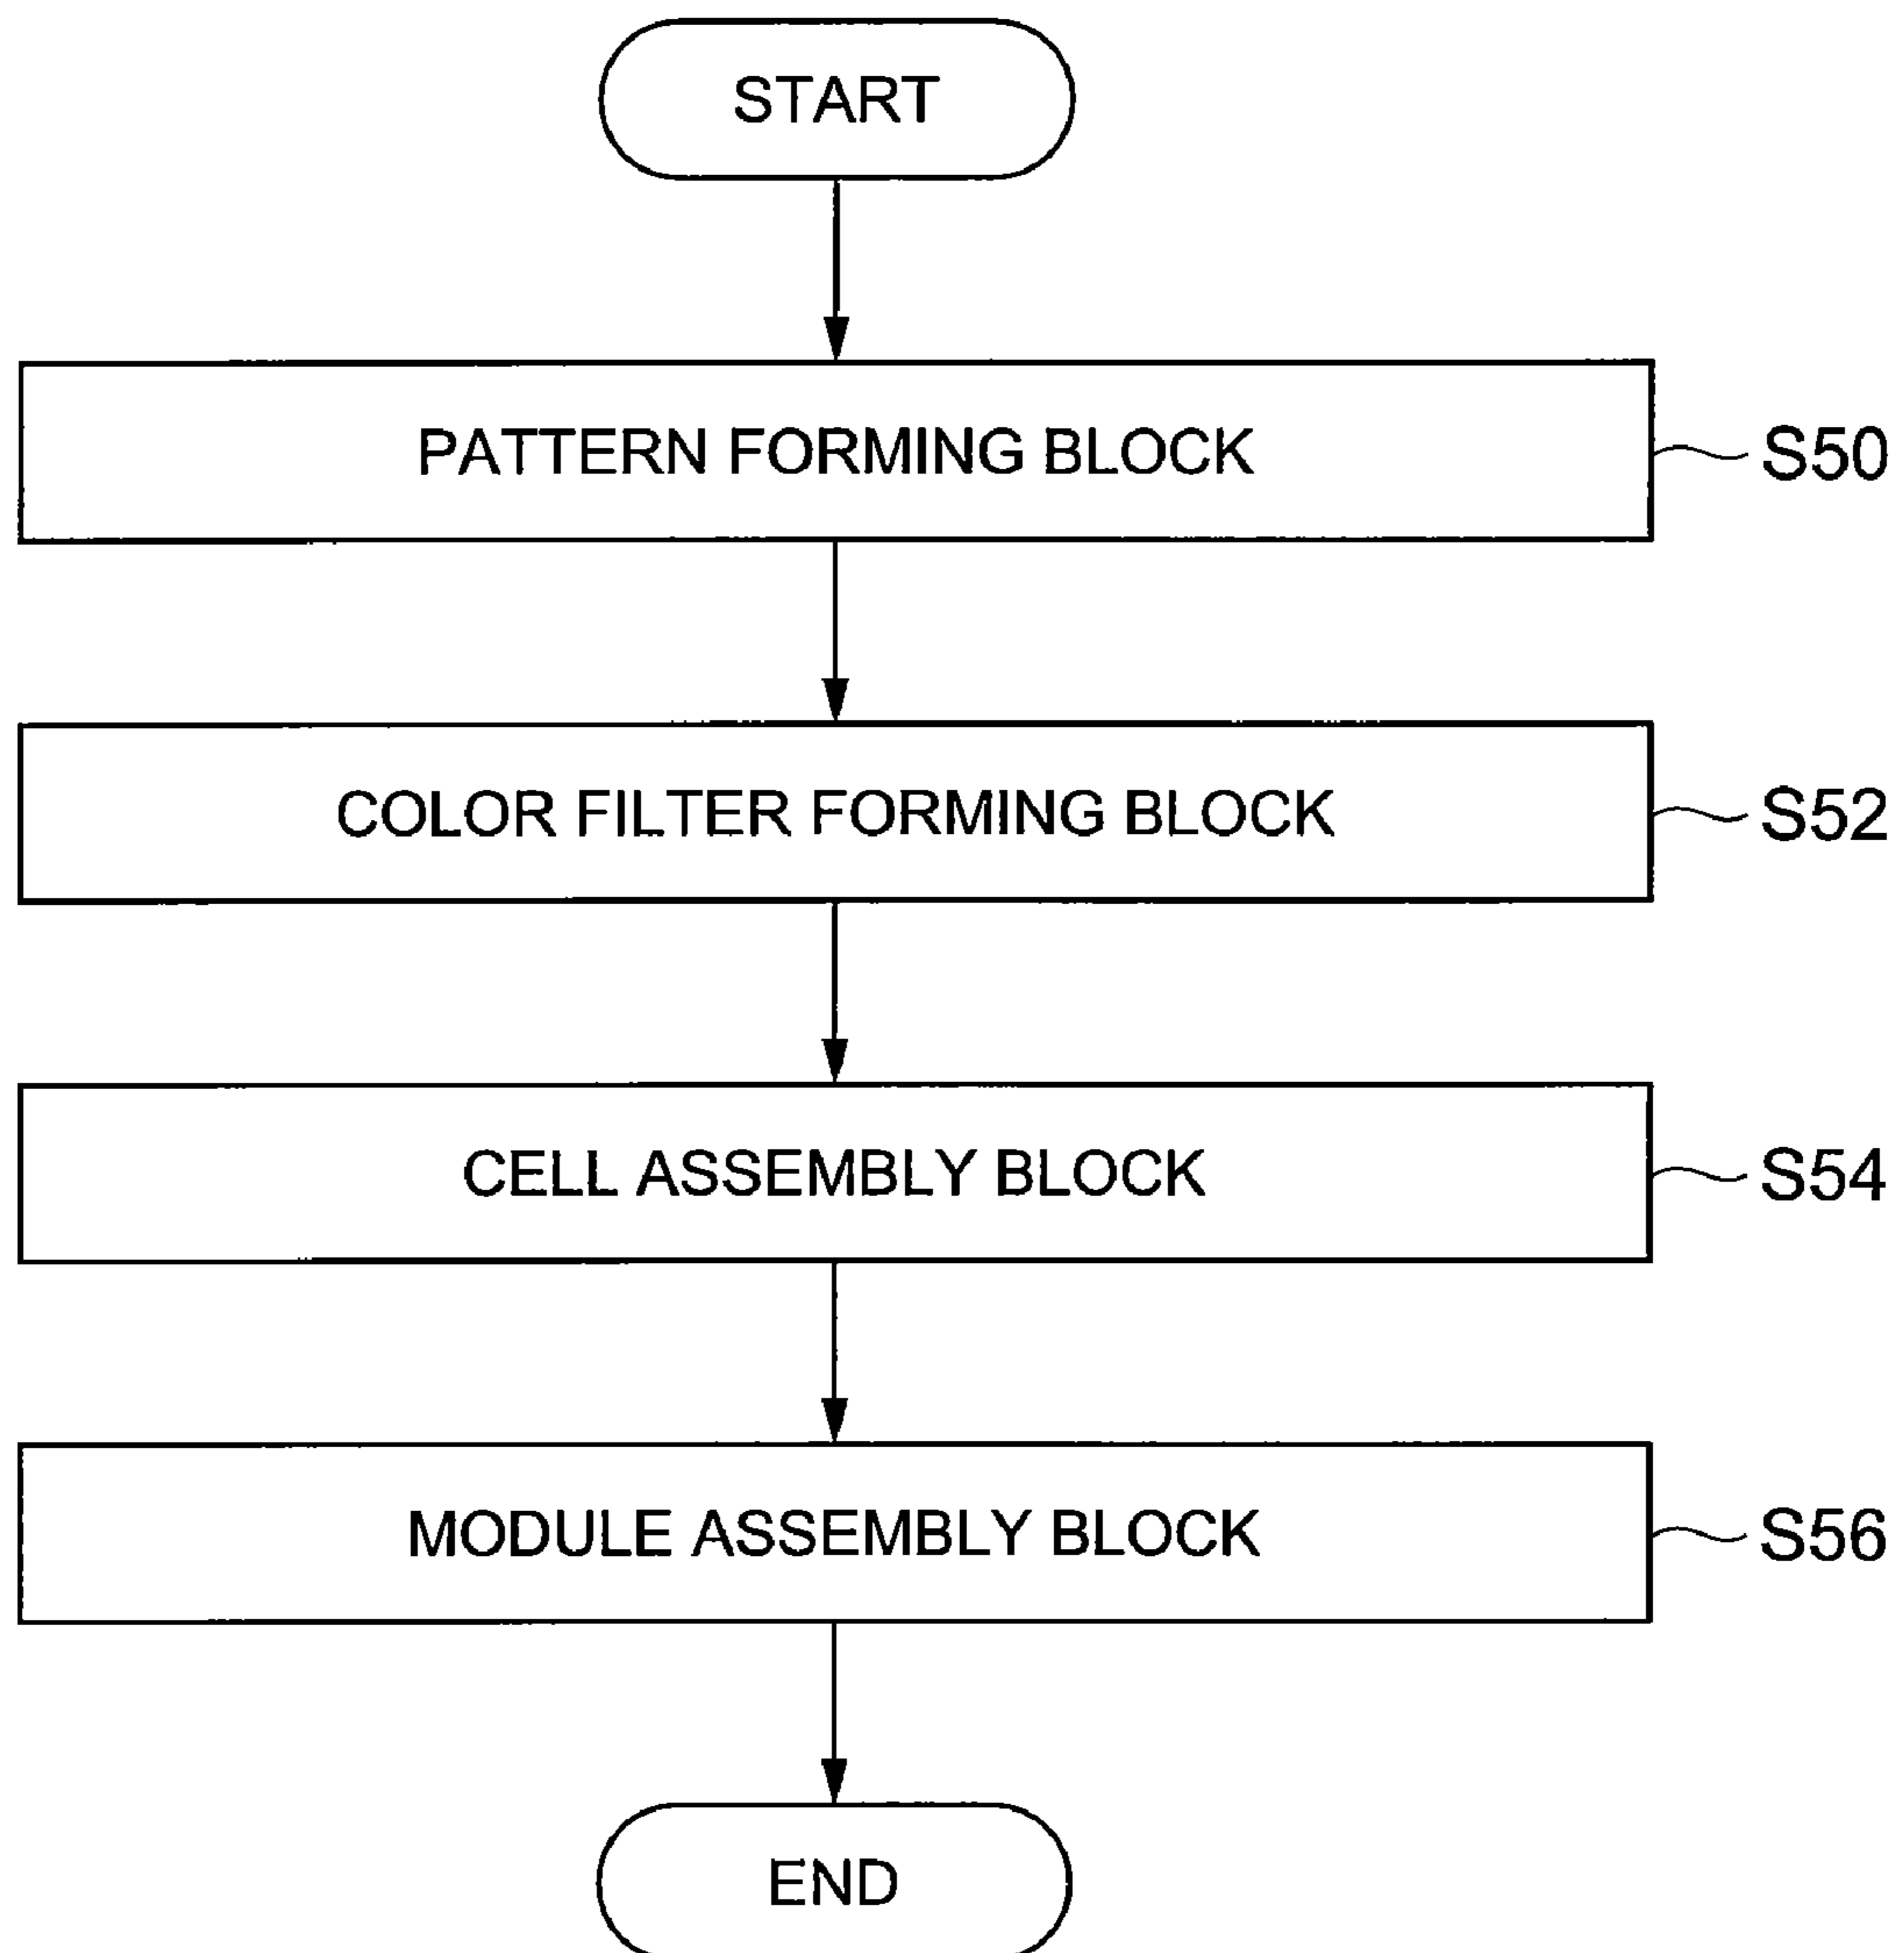 START
PATTERN FORMING BLOCK
S50
COLOR FILTER FORMING BLOCK
S52
CELL ASSEMBLY BLOCK
S54
MODULE ASSEMBLY BLOCK
S56
END